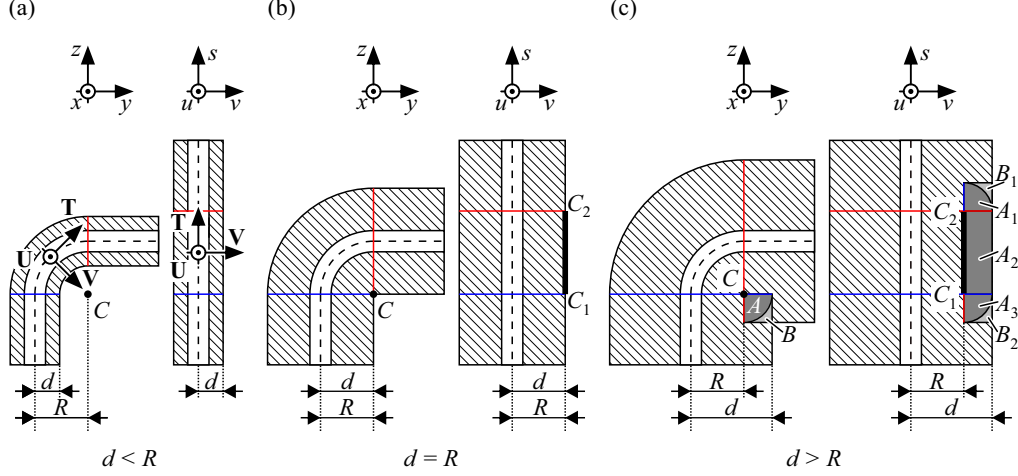 (a)
(b)
(c)
z
x
y
s
u
v
z
x
y
s
u
v
z
x
y
s
u
v
T
U
V
C
T
U
V
C
C2
C1
C
A
B
C2
C1
B1
A1
A2
A3
B2
d
R
d
d
R
d
R
R
d
R
d
d < R
d = R
d > R